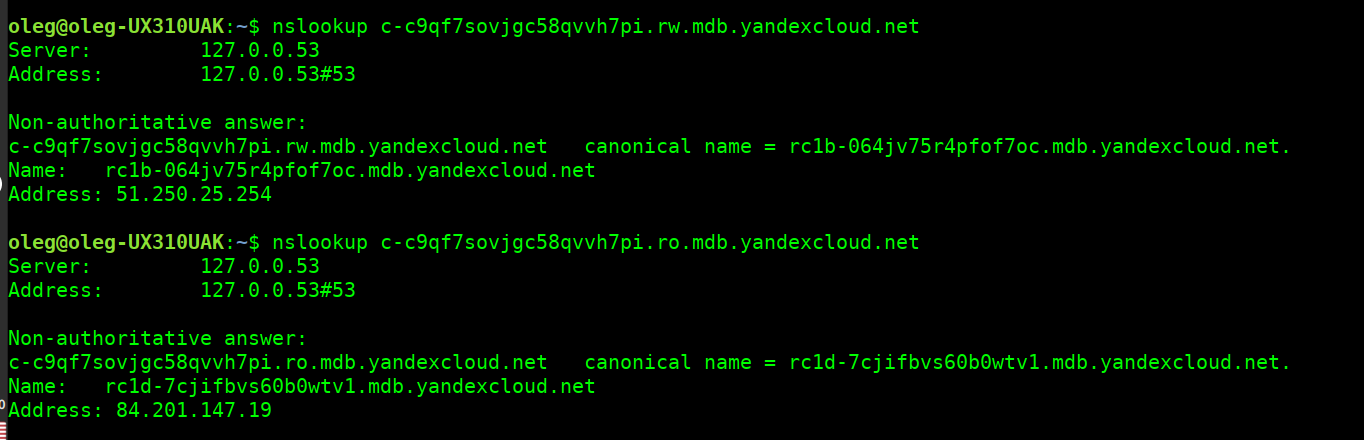 oleg@oleg-UX310UAK:~$ nslookup c-c9qf7sovjgc58qvvh7pi.rw.mdb.yandexcloud.net
Server:         127.0.0.53
Address:        127.0.0.53#53
Non-authoritative answer:
c-c9qf7sovjgc58qvvh7pi.rw.mdb.yandexcloud.net   canonical name = rc1b-064jv75r4pfof7oc.mdb.yandexcloud.net.
Name:   rc1b-064jv75r4pfof7oc.mdb.yandexcloud.net
Address: 51.250.25.254
oleg@oleg-UX310UAK:~$ nslookup c-c9qf7sovjgc58qvvh7pi.ro.mdb.yandexcloud.net
Server:         127.0.0.53
Address:        127.0.0.53#53
Non-authoritative answer:
c-c9qf7sovjgc58qvvh7pi.ro.mdb.yandexcloud.net   canonical name = rc1d-7cjifbvs60b0wtv1.mdb.yandexcloud.net.
Name:   rc1d-7cjifbvs60b0wtv1.mdb.yandexcloud.net
Address: 84.201.147.19